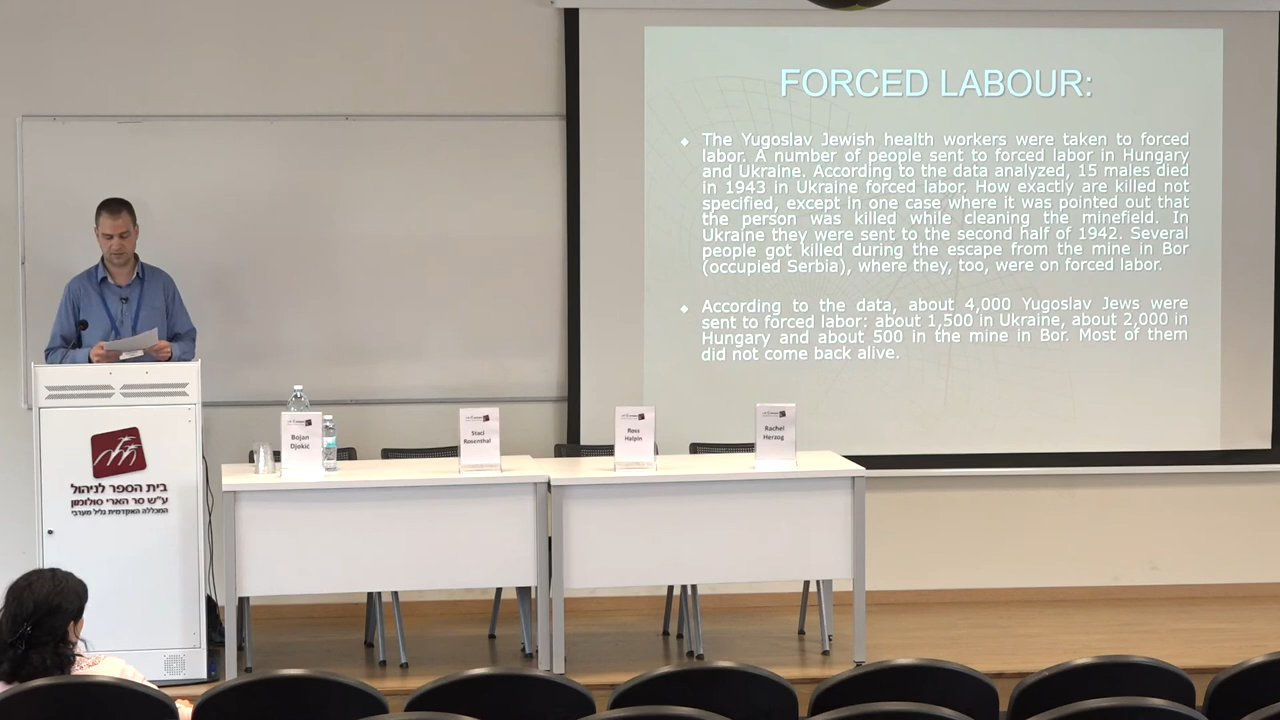 FORCED LABOUR:
The Yugoslav Jewish health workers were taken to forced
labor. A number of people sent to forced labor in Hungary
and Ukraine. According to the data analyzed, 15 males died
in 1943 in Ukraine forced labor. How exactly are killed not
specified, except in one case where it was pointed out that
the person was killed while cleaning the minefield. In
Ukraine they were sent to the second half of 1942. Several
people got killed during the escape from the mine in Bor
(occupied Serbia), where they, too, were on forced labor.
According to the data, about 4,000 Yugoslav Jews were
sent to forced labor: about 1,500 in Ukraine, about 2,000 in
Hungary and about 500 in the mine in Bor. Most of them
did not come back alive.
Bojan
Djokić
Staci
Rosenthal
Ross
Halpin
Rachel
Herzog
בית הספר לניהול
ע"ש סר הארי סולומון
המכללה האקדמית גליל מערבי